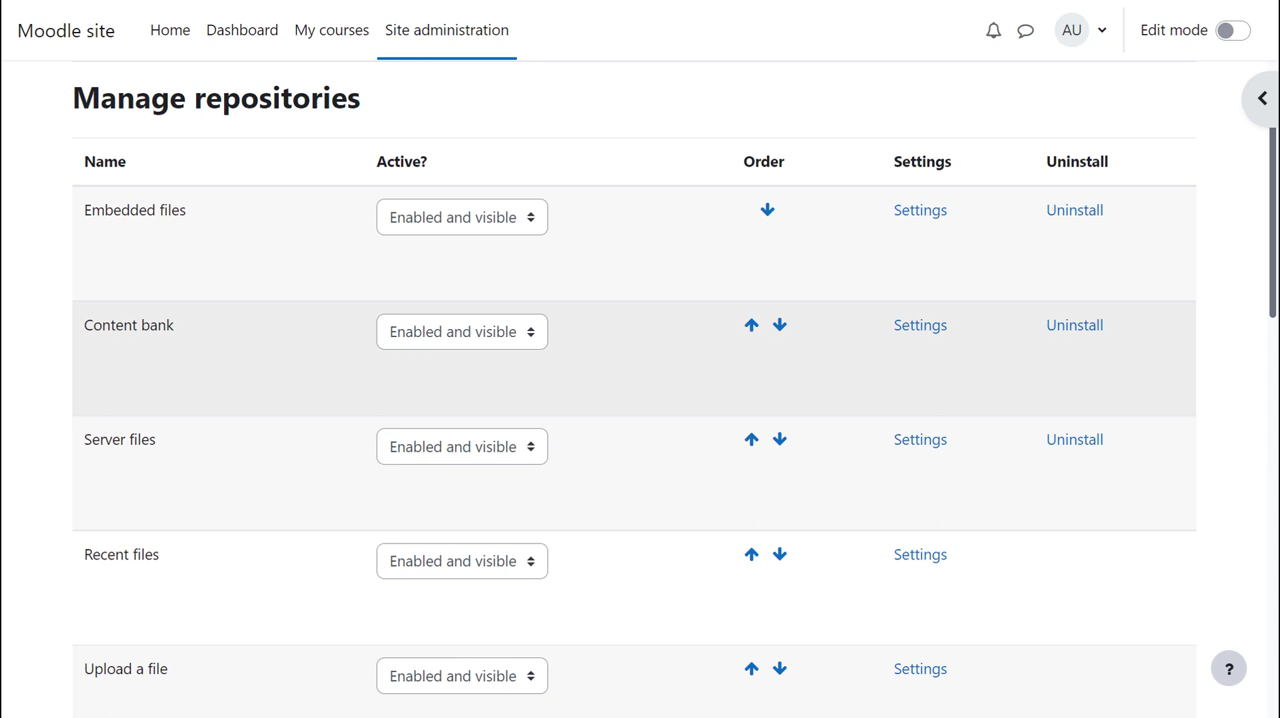 Moodle site Home Dashboard My courses Site administration AU Edit mode
Manage repositories
Name Active? Order Settings Uninstall
Embedded files Enabled and visible Settings Uninstall
Content bank Enabled and visible Settings Uninstall
Server files Enabled and visible Settings Uninstall
Recent files Enabled and visible Settings
Upload a file Enabled and visible Settings
?